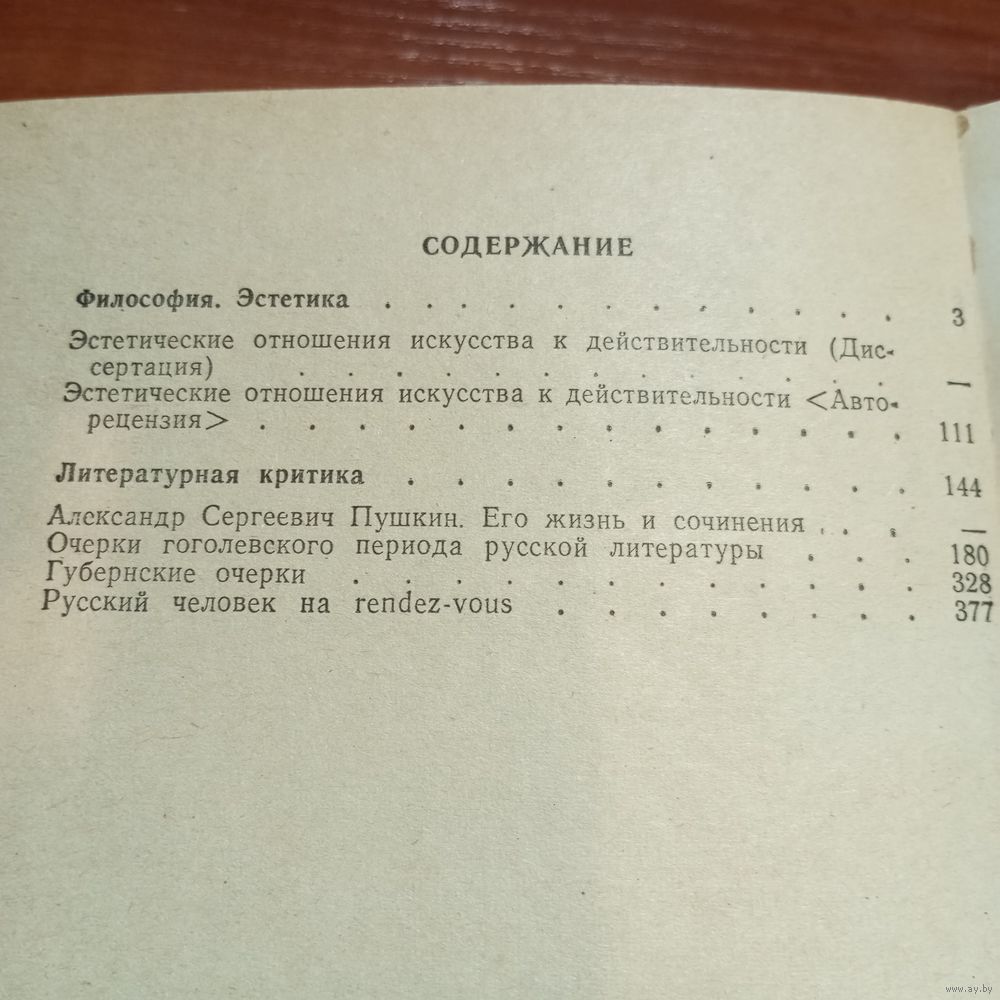 СОДЕРЖАНИЕ
Философия. Эстетика . . . . . . . . . . . 3
Эстетические отношения искусства к действительности (Дис-
сертация) . . . . . . . . . . . . —
Эстетические отношения искусства к действительности <Авто-
рецензия> . . . . . . . . . . . . . 111
Литературная критика . . . . . . . . . . 144
Александр Сергеевич Пушкин. Его жизнь и сочинения . . . —
Очерки гоголевского периода русской литературы . . . 180
Губернские очерки . . . . . . . . . . . 328
Русский человек на rendez-vous . . . . . . . . 377
www.ay.by